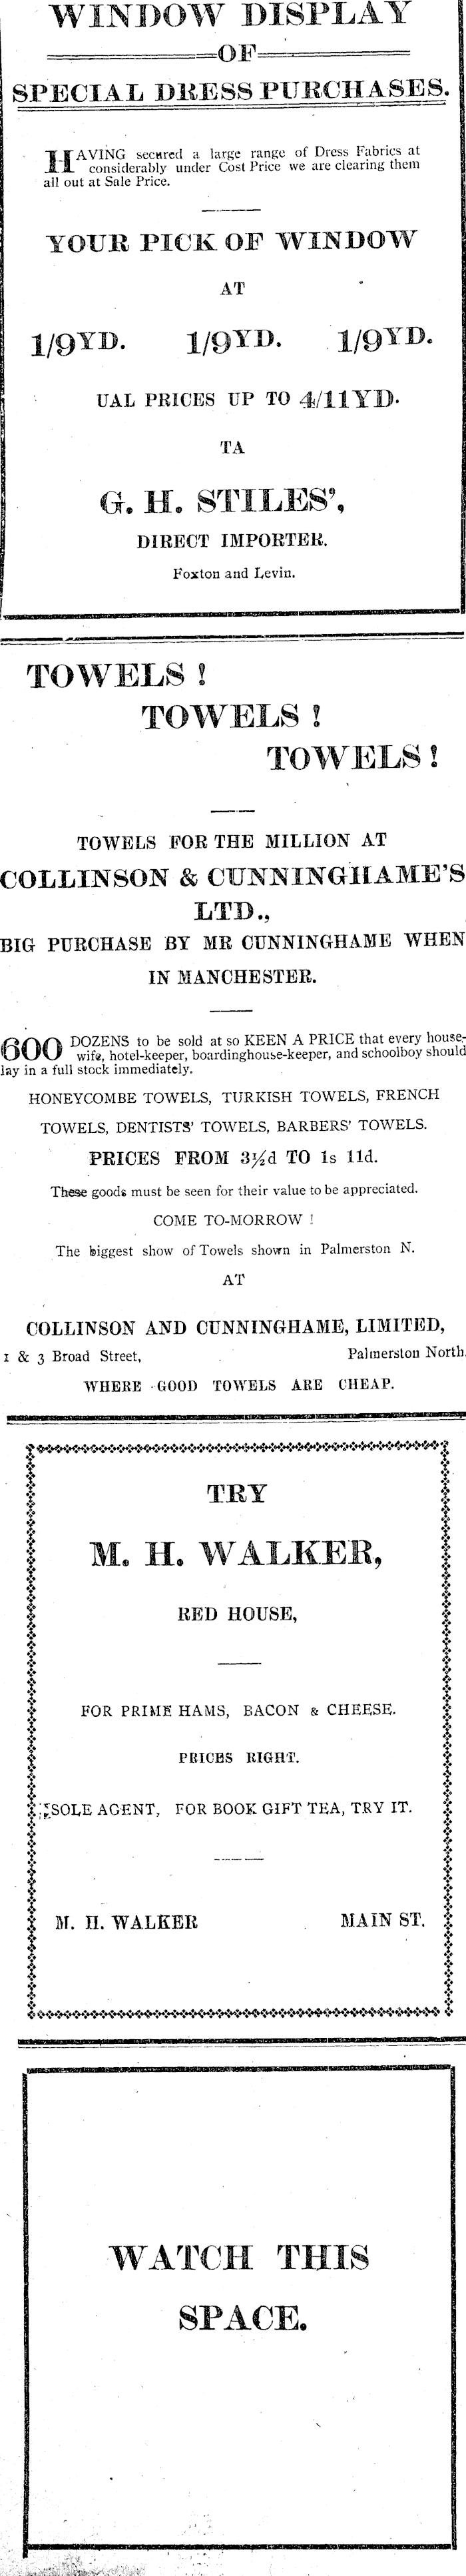 WINDOW DISPLAY
OF
SPECIAL DRESS PURCHASES.
HAVING secured a large range of Dress Fabrics at
considerably under Cost Price we are clearing them
all out at Sale Price.
YOUR PICK OF WINDOW
AT
1/9YD. 1/9YD. 1/9YD.
UAL PRICES UP TO 4/11YD.
TA
G. H. STILES',
DIRECT IMPORTER.
Foxton and Levin.
TOWELS !
TOWELS !
TOWELS !
TOWELS FOR THE MILLION AT
COLLINSON & CUNNINGHAME'S
LTD.,
BIG PURCHASE BY MR CUNNINGHAME WHEN
IN MANCHESTER.
600 DOZENS to be sold at so KEEN A PRICE that every house-
wife, hotel-keeper, boardinghouse-keeper, and schoolboy should
lay in a full stock immediately.
HONEYCOMBE TOWELS, TURKISH TOWELS, FRENCH
TOWELS, DENTISTS' TOWELS, BARBERS' TOWELS.
PRICES FROM 3½d TO 1s 11d.
These goods must be seen for their value to be appreciated.
COME TO-MORROW !
The biggest show of Towels shown in Palmerston N.
AT
COLLINSON AND CUNNINGHAME, LIMITED,
1 & 3 Broad Street, Palmerston North.
WHERE GOOD TOWELS ARE CHEAP.
TRY
M. H. WALKER,
RED HOUSE,
FOR PRIME HAMS, BACON & CHEESE.
PRICES RIGHT.
SOLE AGENT, FOR BOOK GIFT TEA, TRY IT.
M. H. WALKER MAIN ST.
WATCH THIS
SPACE.